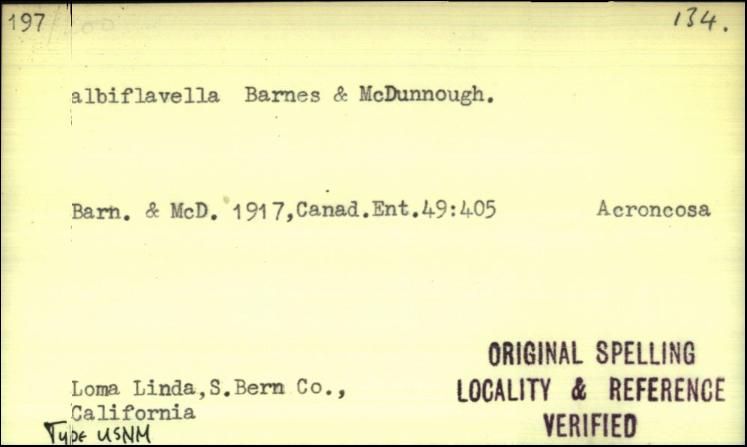 197 134.
albiflavella Barnes & McDunnough.
Barn. & McD. 1917,Canad.Ent.49:405 Acroncosa
ORIGINAL SPELLING
LOCALITY & REFERENCE
VERIFIED
Loma Linda,S.Bern Co.,
California
Type USNM